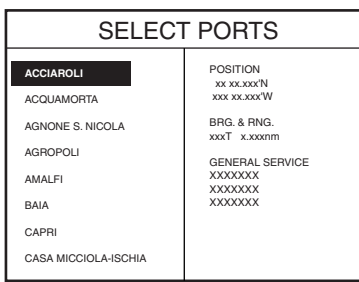 SELECT PORTS
ACCIAROLI
ACQUAMORTA
AGNONE S. NICOLA
AGROPOLI
AMALFI
BAIA
CAPRI
CASA MICCIOLA-ISCHIA
POSITION
xx xx.xxx'N
xxx xx.xxx'W
BRG. & RNG.
xxxT x.xxxnm
GENERAL SERVICE
XXXXXXX
XXXXXXX
XXXXXXX